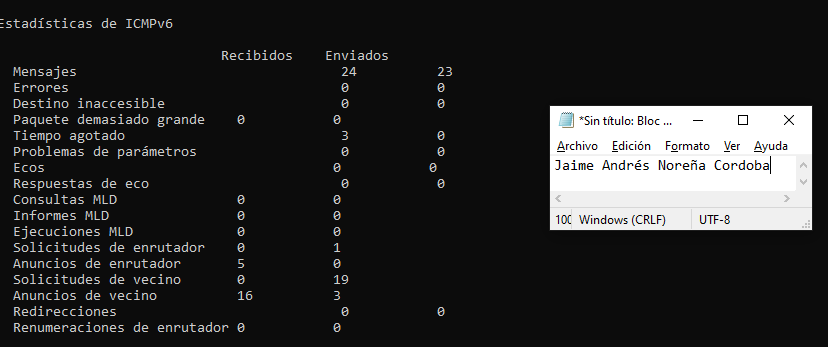 Estadísticas de ICMPv6
Recibidos Enviados
Mensajes 24 23
Errores 0 0
Destino inaccesible 0 0
Paquete demasiado grande 0 0
Tiempo agotado 3 0
Problemas de parámetros 0 0
Ecos 0 0
Respuestas de eco 0 0
Consultas MLD 0 0
Informes MLD 0 0
Ejecuciones MLD 0 0
Solicitudes de enrutador 0 1
Anuncios de enrutador 5 0
Solicitudes de vecino 0 19
Anuncios de vecino 16 3
Redirecciones 0 0
Renumeraciones de enrutador 0 0
*Sin título: Bloc ...
Archivo Edición Formato Ver Ayuda
Jaime Andrés Noreña Cordoba
100 Windows (CRLF) UTF-8